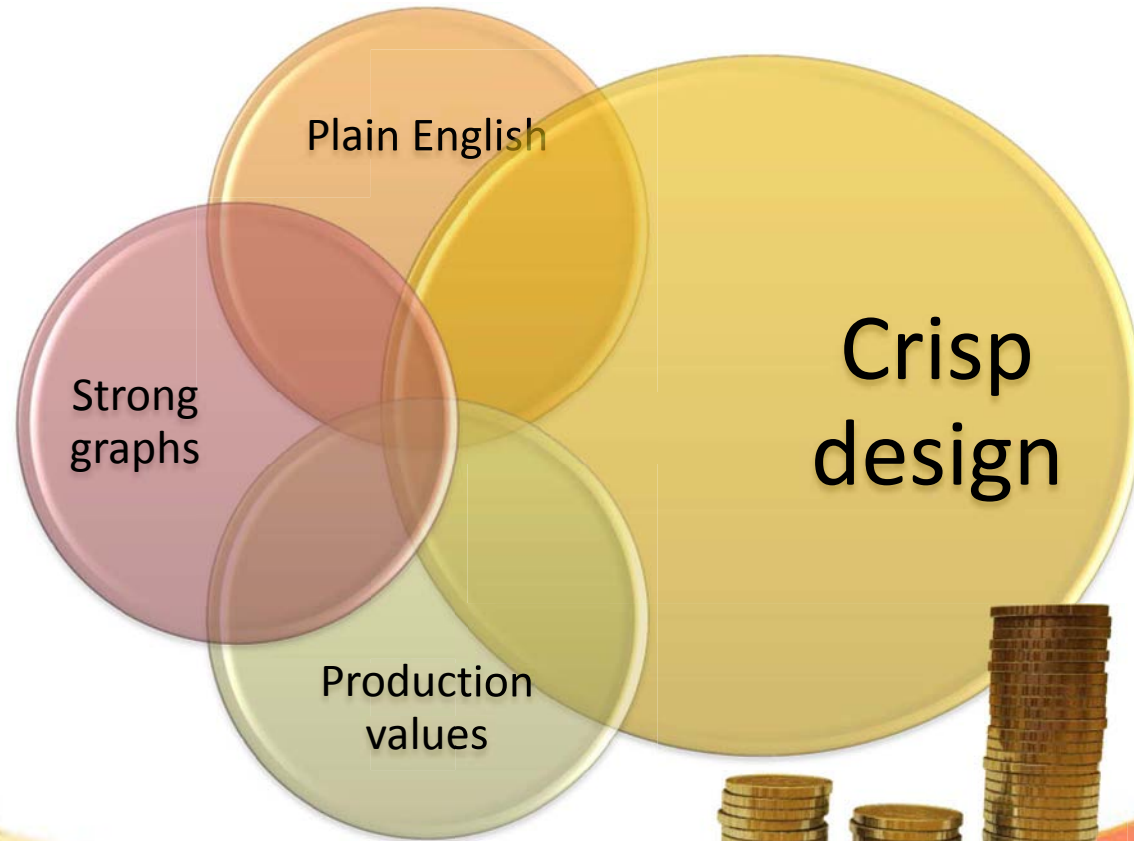 Plain English
Crisp
design
Strong
graphs
Production
values